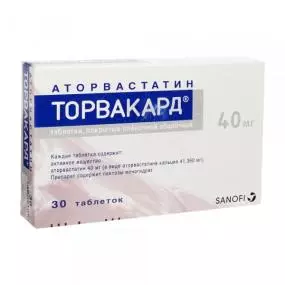 АТОРВАСТАТИН
ТОРВАКАРД®
таблетки, покрытые пленочной оболочкой
40 мг
Каждая таблетка содержит:
активное вещество
аторвастатин 40 мг (в виде аторвастатина кальция 41,360 мг).
Препарат содержит лактозы моногидрат.
30 таблеток
SANOFI